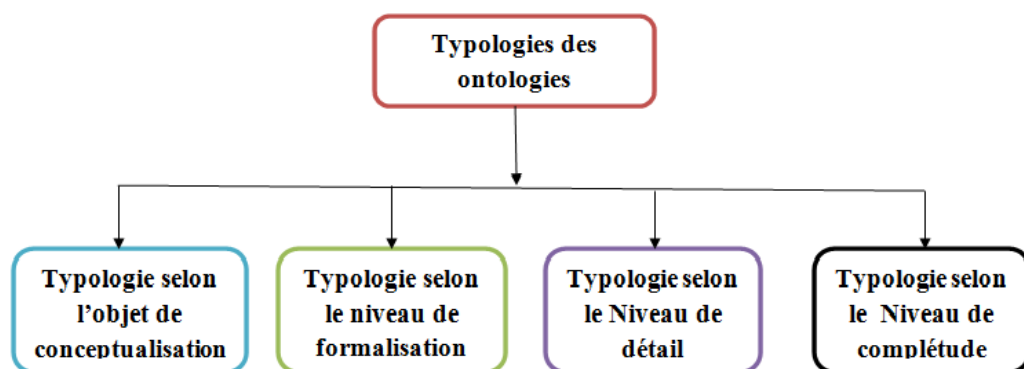 Typologies des
ontologies
Typologie selon
l'objet de
conceptualisation
Typologie selon
le niveau de
formalisation
Typologie selon
le Niveau de
détail
Typologie selon
le Niveau de
complétude